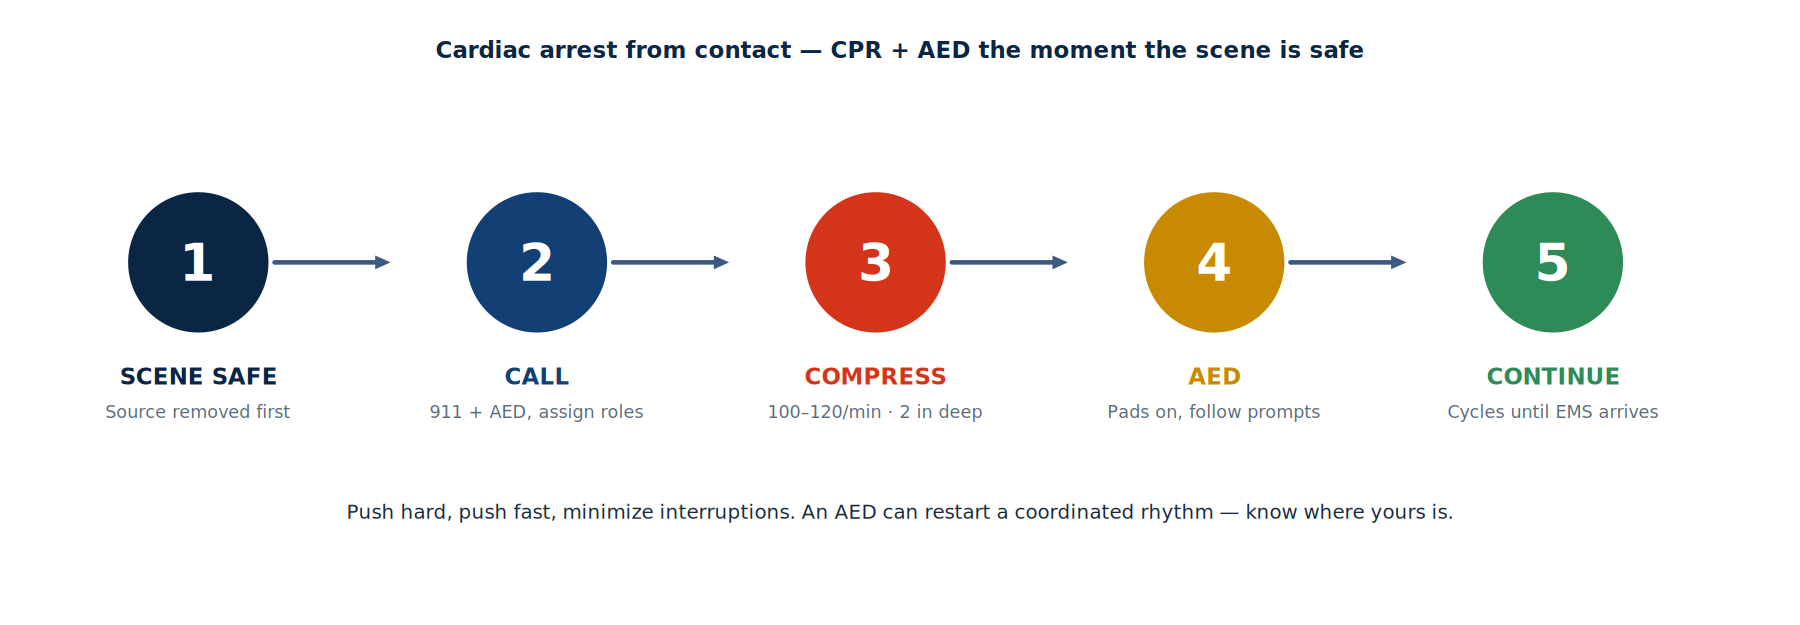 Cardiac arrest from contact — CPR + AED the moment the scene is safe
1
2
3
4
5
SCENE SAFE
CALL
COMPRESS
AED
CONTINUE
Source removed first
911 + AED, assign roles
100–120/min · 2 in deep
Pads on, follow prompts
Cycles until EMS arrives
Push hard, push fast, minimize interruptions. An AED can restart a coordinated rhythm — know where yours is.